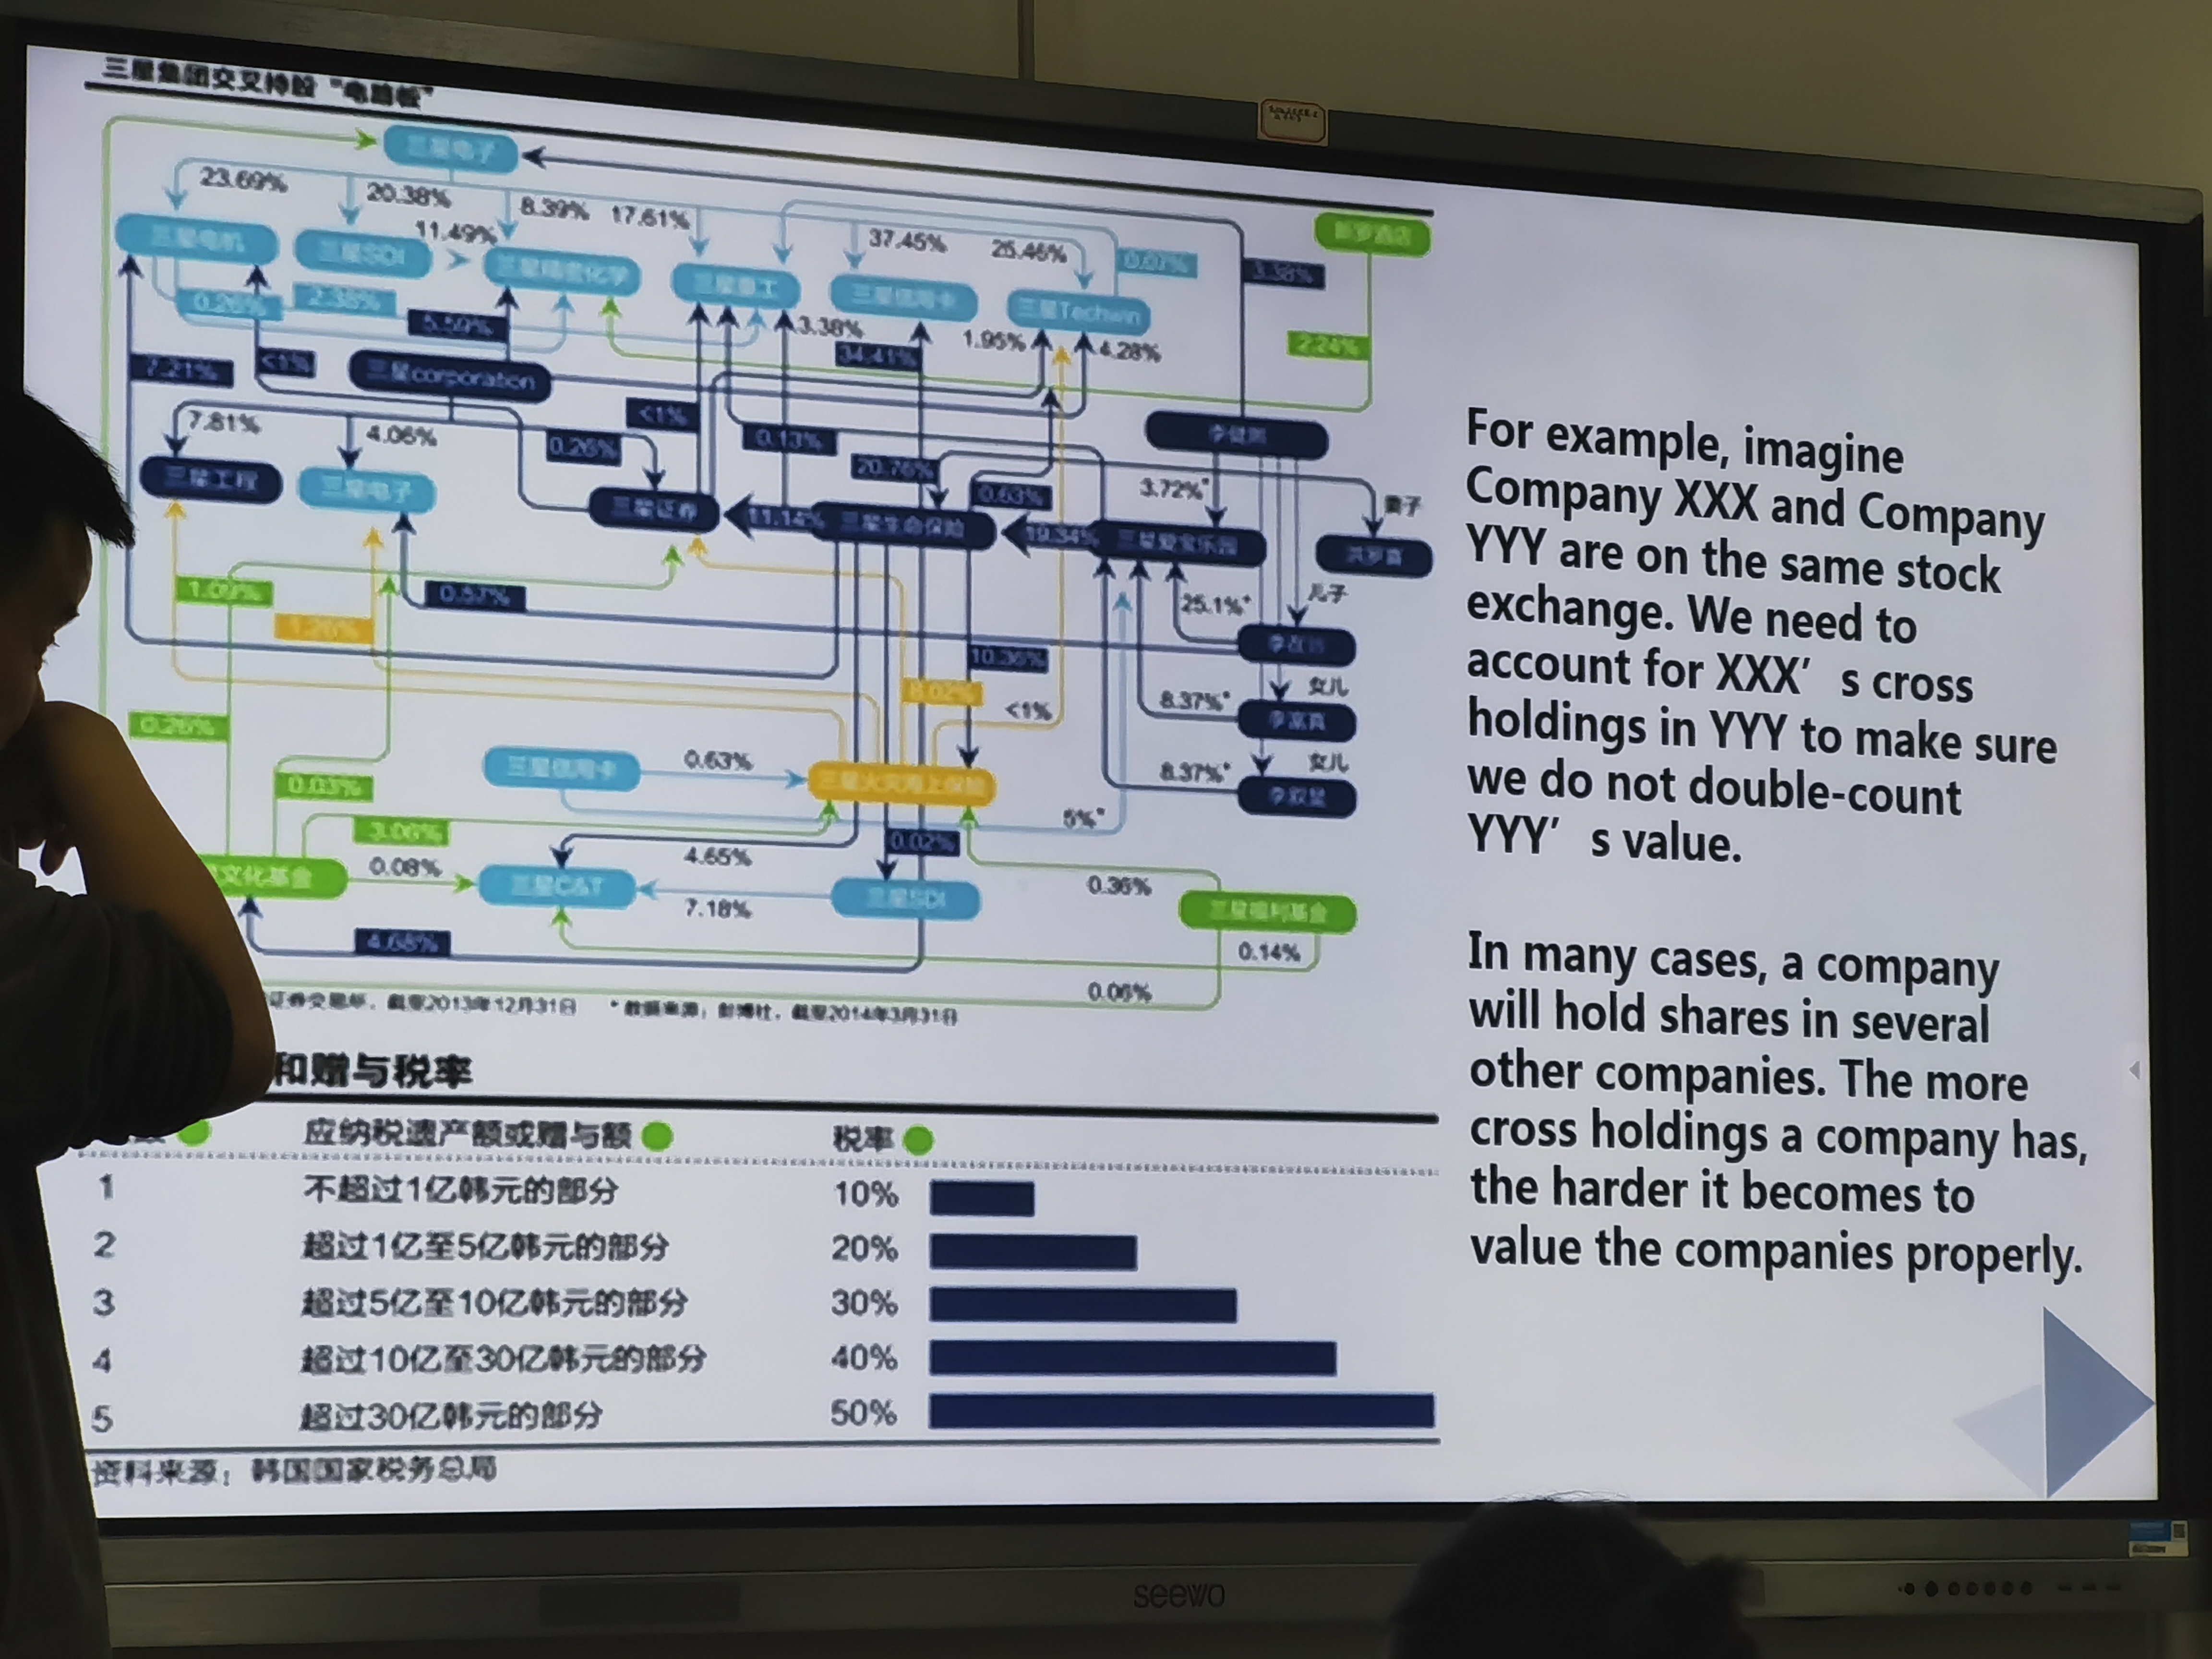 三星集团交叉持股“电路板”
三星电子
23.69%
20.38%
11.49%
8.39%
17.61%
37.45%
25.46%
0.07%
3.38%
三星电机
三星SDI
三星精密化学
三星重工
三星信用卡
三星Techwin
新罗酒店
0.26%
2.38%
5.59%
3.38%
34.41%
1.95%
4.28%
2.24%
7.21%
<1%
三星corporation
<1%
7.81%
4.06%
0.26%
0.13%
20.76%
0.63%
3.72%*
妻子
三星工程
三星电子
三星证券
11.14%
三星生命保险
19.34%
三星爱宝乐园
1.09%
0.57%
25.1%*
儿子
1.26%
10.36%
女儿
0.26%
8.02%
<1%
8.37%*
三星信用卡
0.63%
三星火灾海上保险
8.37%*
女儿
0.03%
3.06%
4.65%
0.02%
5%*
文化基金
0.08%
三星C&T
7.18%
三星SDI
0.36%
三星福利基金
4.68%
0.14%
0.06%
证券交易所，截至2013年12月31日 *数据来源：彭博社，截至2014年3月31日
和赠与税率
应纳税遗产额或赠与额 税率
1 不超过1亿韩元的部分 10%
2 超过1亿至5亿韩元的部分 20%
3 超过5亿至10亿韩元的部分 30%
4 超过10亿至30亿韩元的部分 40%
5 超过30亿韩元的部分 50%
资料来源：韩国国家税务总局
For example, imagine
Company XXX and Company
YYY are on the same stock
exchange. We need to
account for XXX’ s cross
holdings in YYY to make sure
we do not double-count
YYY’ s value.
In many cases, a company
will hold shares in several
other companies. The more
cross holdings a company has,
the harder it becomes to
value the companies properly.
seewo